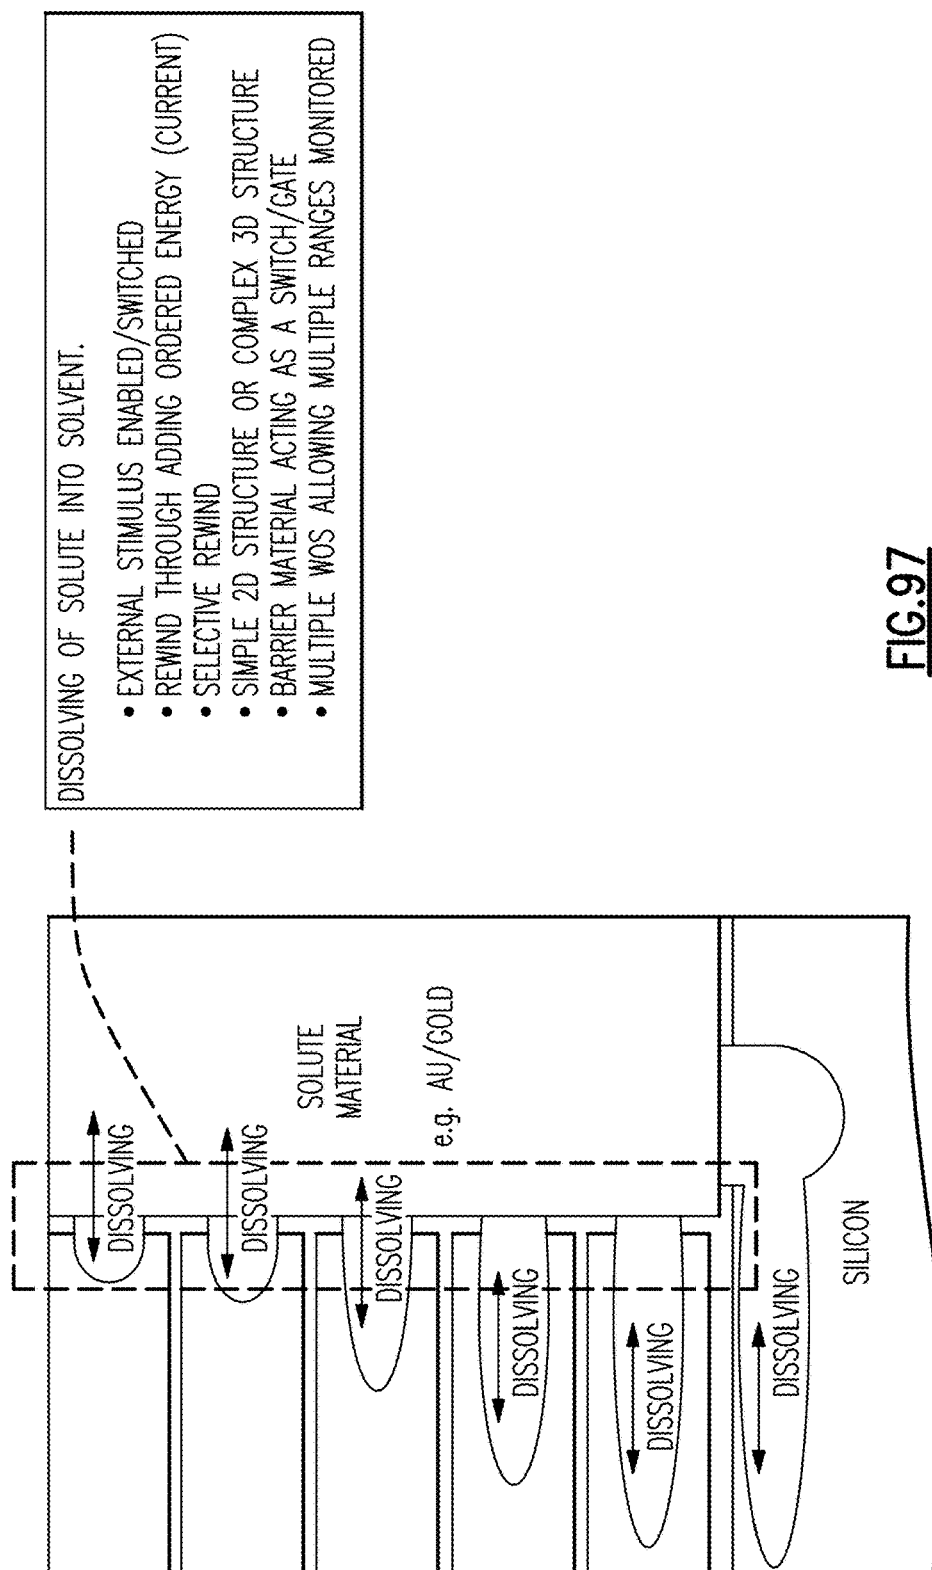 DISSOLVING OF SOLUTE INTO SOLVENT.
• EXTERNAL STIMULUS ENABLED/SWITCHED
• REWIND THROUGH ADDING ORDERED ENERGY (CURRENT)
• SELECTIVE REWIND
• SIMPLE 2D STRUCTURE OR COMPLEX 3D STRUCTURE
• BARRIER MATERIAL ACTING AS A SWITCH/GATE
• MULTIPLE WOS ALLOWING MULTIPLE RANGES MONITORED
DISSOLVING
DISSOLVING
SOLUTE
MATERIAL
e.g. AU/GOLD
DISSOLVING
DISSOLVING
DISSOLVING
DISSOLVING
SILICON
FIG.97